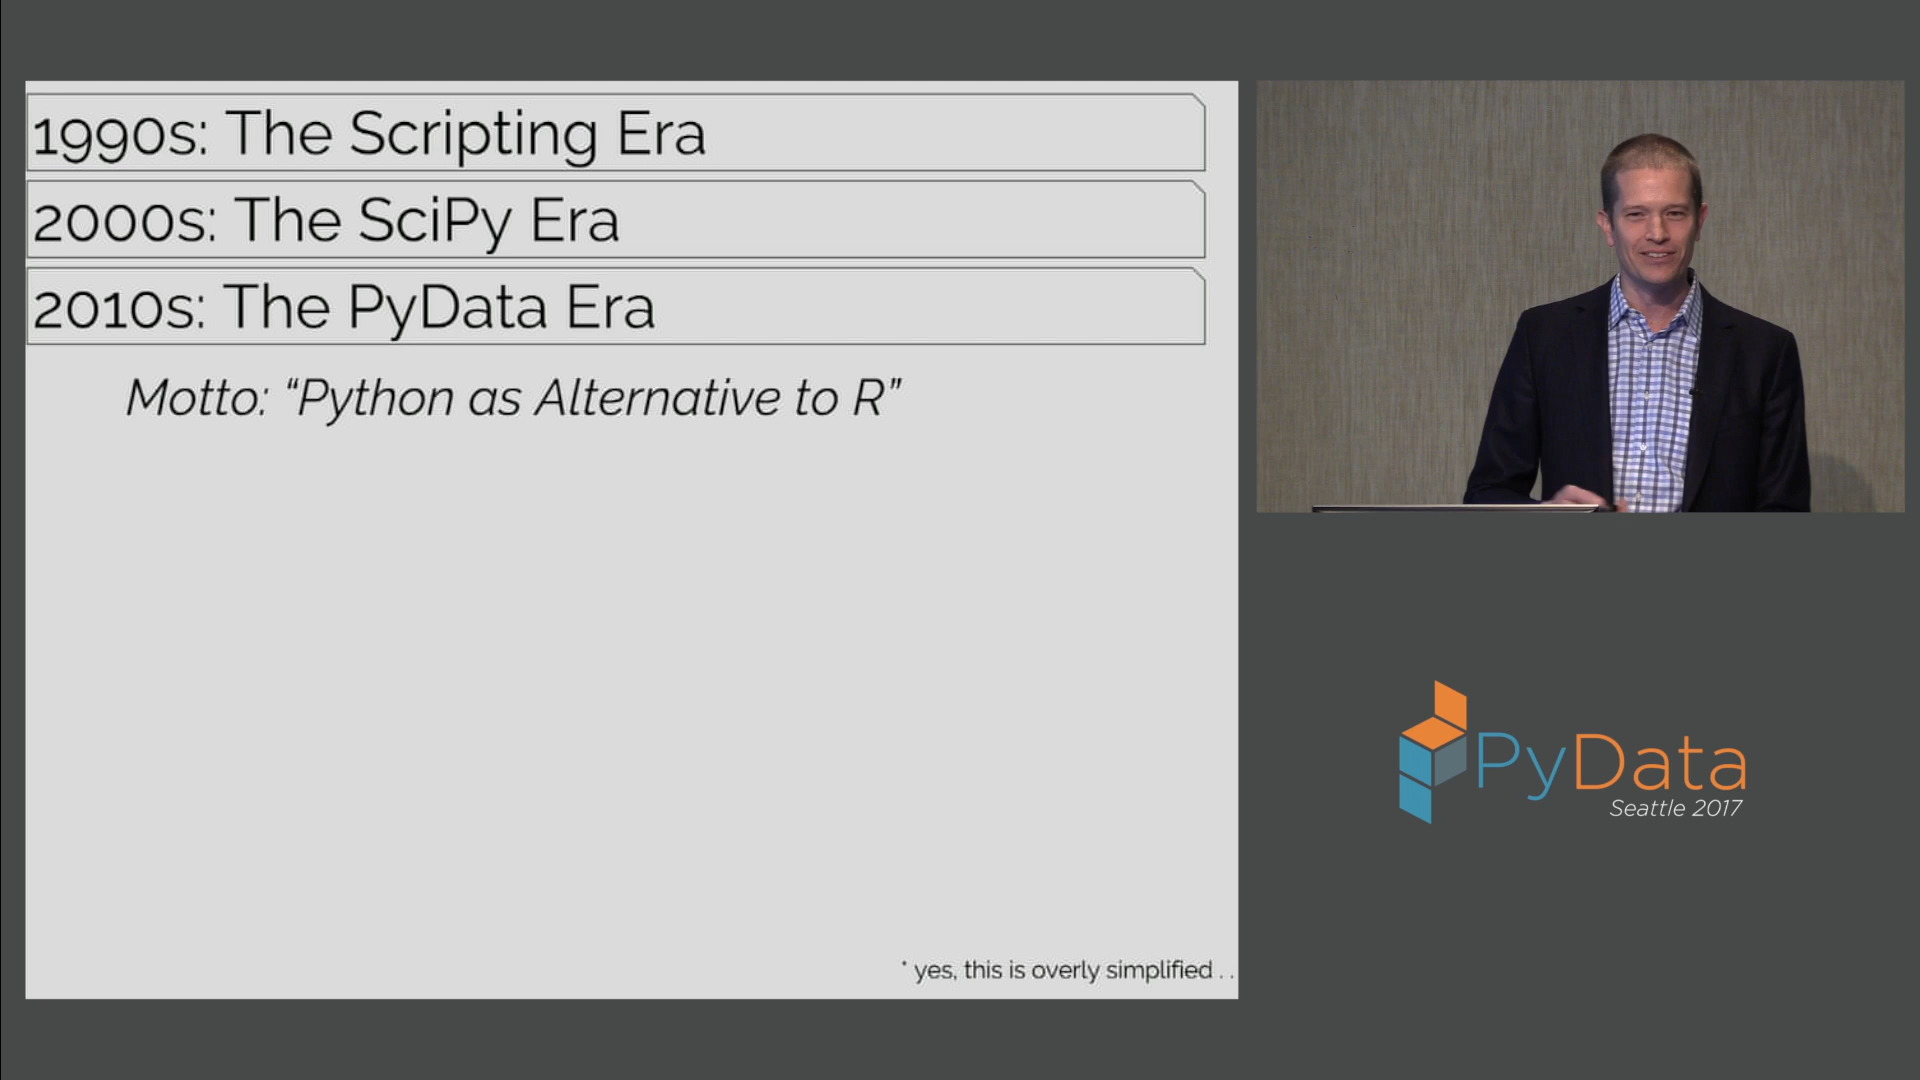 1990s: The Scripting Era
2000s: The SciPy Era
2010s: The PyData Era
Motto: “Python as Alternative to R”
* yes, this is overly simplified . .
PyData
Seattle 2017